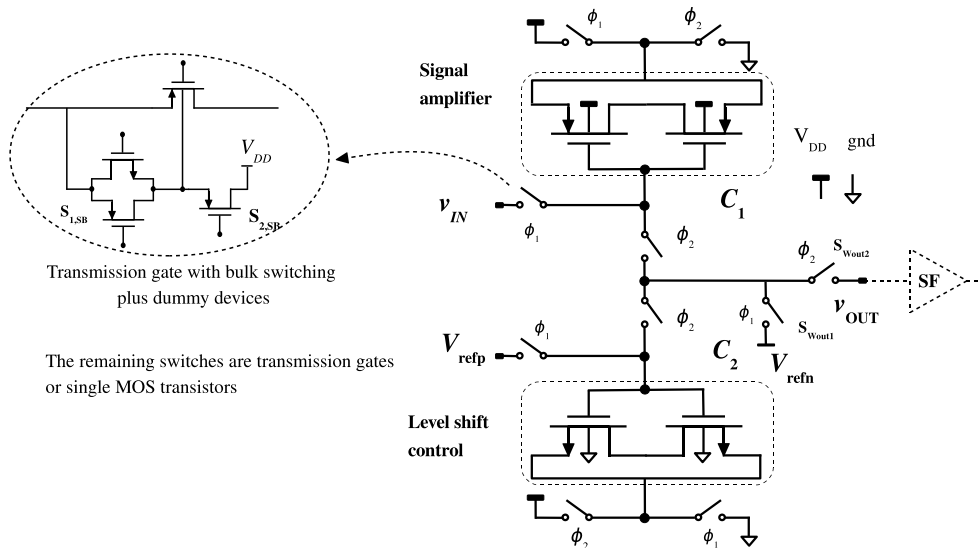 ϕ1
ϕ2
Signal
amplifier
VDD gnd
VDD
S1,SB
S2,SB
vIN
ϕ1
C1
ϕ2
ϕ2
SWout2
SF
vOUT
Transmission gate with bulk switching
plus dummy devices
ϕ2
ϕ1
SWout1
Vrefp
ϕ1
C2
Vrefn
The remaining switches are transmission gates
or single MOS transistors
Level shift
control
ϕ2
ϕ1